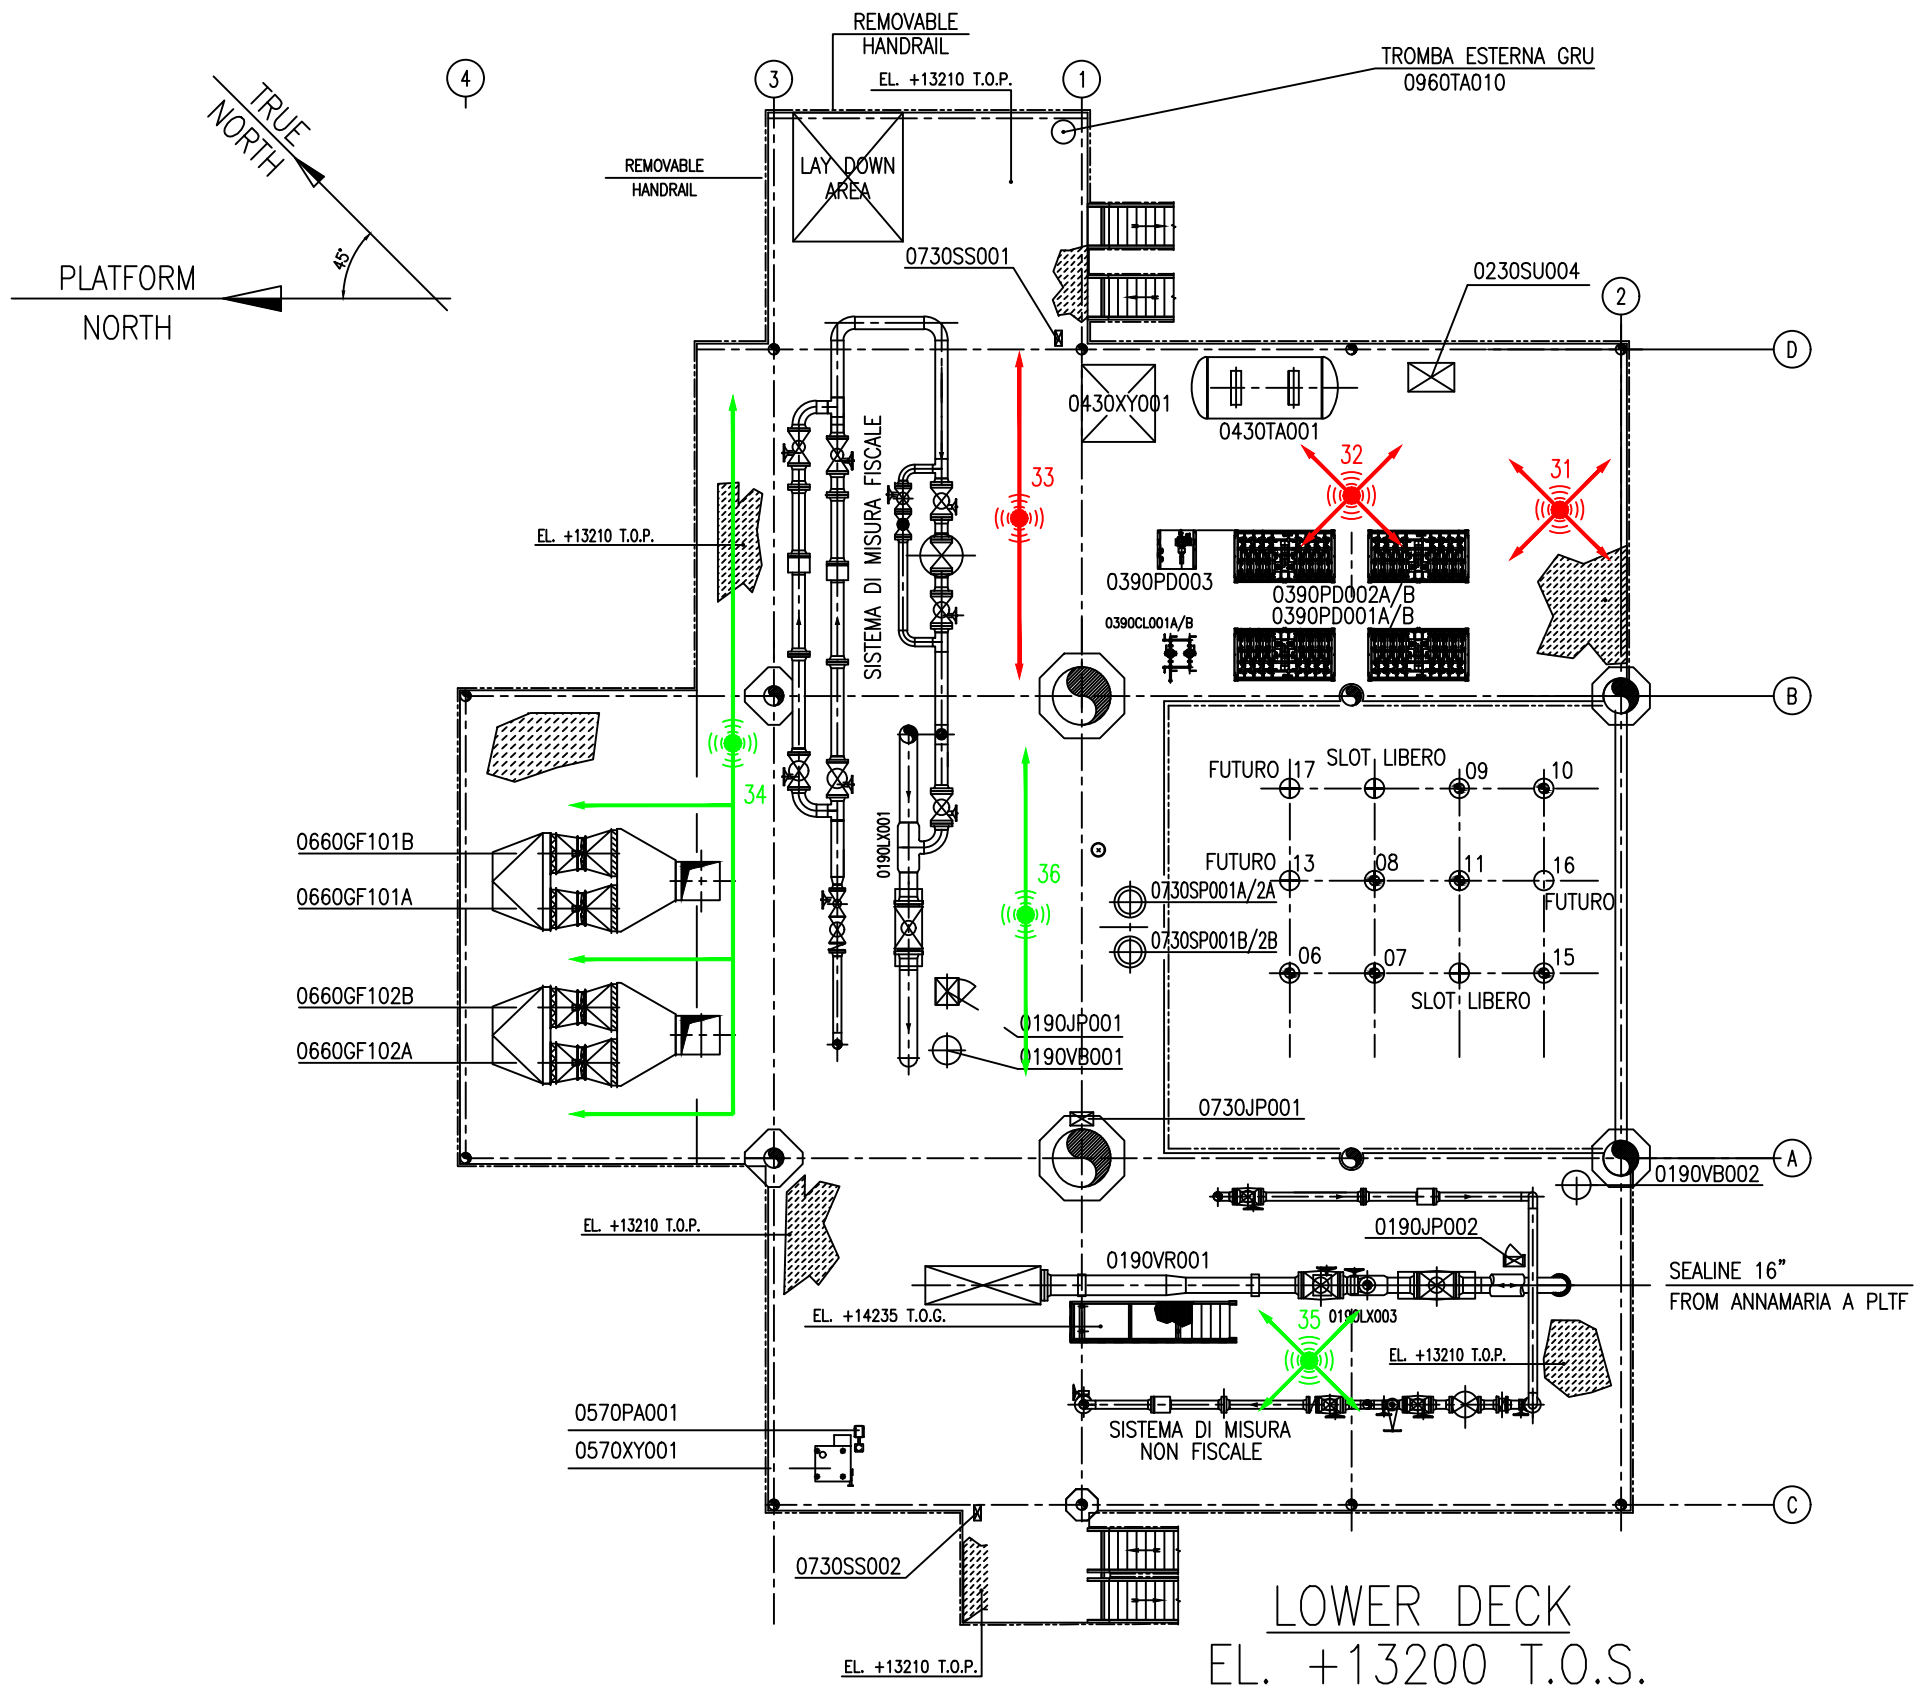 REMOVABLE
HANDRAIL
EL. +13210 T.O.P.
TROMBA ESTERNA GRU
0960TA010
4
3
1
TRUE
NORTH
REMOVABLE
HANDRAIL
LAY DOWN
AREA
45°
PLATFORM
NORTH
0730SS001
0230SU004
2
D
0430XY001
0430TA001
SISTEMA DI MISURA FISCALE
33
32
31
EL. +13210 T.O.P.
0390PD003
0390PD002A/B
0390PD001A/B
0390CL001A/B
B
34
SLOT LIBERO
FUTURO
17
09
10
0660GF101B
0660GF101A
0190LX001
36
FUTURO
13
08
11
16
FUTURO
0730SP001A/2A
0730SP001B/2B
06
07
15
SLOT LIBERO
0660GF102B
0660GF102A
0190JP001
0190VB001
0730JP001
A
0190VB002
EL. +13210 T.O.P.
0190JP002
0190VR001
SEALINE 16"
FROM ANNAMARIA A PLTF
EL. +14235 T.O.G.
35
0190LX003
EL. +13210 T.O.P.
0570PA001
0570XY001
SISTEMA DI MISURA
NON FISCALE
C
0730SS002
EL. +13210 T.O.P.
LOWER DECK
EL. +13200 T.O.S.